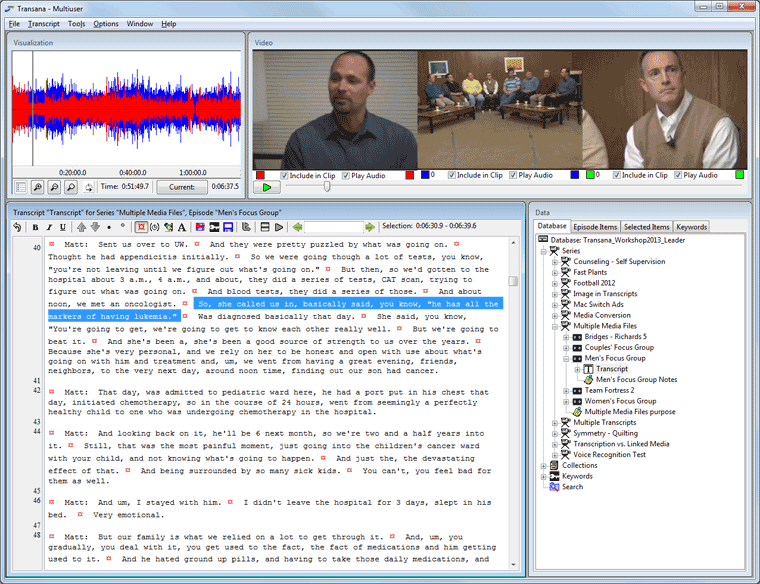 Transana - Multiuser
File Transcript Tools Options Window Help
Visualization
0:20:00.0 0:40:00.0 1:00:00.0
Time: 0:51:49.7 Current: 0:06:37.5
Video
0 Include in Clip Play Audio 0 Include in Clip Play Audio
Include in Clip Play Audio
Transcript "Transcript" for Series "Multiple Media Files", Episode "Men's Focus Group"
B I U A Selection: 0:06:30.9 - 0:06:39.6
40 ¤ Matt: Sent us over to UW. ¤ And they were pretty puzzled by what was going on. ¤
Thought he had appendicitis initially. ¤ So we were going though a lot of tests, you know,
"you're not leaving until we figure out what's going on." ¤ But then, so we'd gotten to the
hospital about 3 a.m., 4 a.m., and about, they did a series of tests, CAT scan, trying to
figure out what was going on. ¤ And blood tests, they did a series of those. ¤ And about
noon, we met an oncologist. ¤ So, she called us in, basically said, you know, "he has all the
markers of having lukemia." ¤ Was diagnosed basically that day. ¤ She said, you know,
"You're going to get, we're going to get to know each other really well. ¤ But we're going to
beat it. ¤ And she's been a, she's been a good source of strength to us over the years. ¤
Because she's very personal, and we rely on her to be honest and open with use about what's
going on with him and treatment and, um, we went from having a great evening, friends,
neighbors, to the very next day, around noon time, finding out our son had cancer.
41
42 ¤ Matt: That day, was admitted to pediatric ward here, he had a port put in his chest that
day, initiated chemotherapy, so in the course of 24 hours, went from seemingly a perfectly
healthy child to one who was undergoing chemotherapy in the hospital.
43
44 ¤ Matt: And looking back on it, he'll be 6 next month, so we're two and a half years into
it. ¤ Still, that was the most painful moment, just going into the children's cancer ward
with your child, and not knowing what's going to happen. ¤ And just the, the devastating
effect of that. ¤ And being surrounded by so many sick kids. ¤ You can't, you feel bad for
them as well.
45
46 ¤ Matt: And um, I stayed with him. ¤ I didn't leave the hospital for 3 days, slept in his
bed. ¤ Very emotional.
47
48 ¤ Matt: But our family is what we relied on a lot to get through it. ¤ And, um, you
gradually, you deal with it, you get used to the fact, the fact of medications and him getting
used to it. ¤ And he hated ground up pills, and having to take those daily medications, and
Data
Database Episode Items Selected Items Keywords
Database: Transana_Workshop2013_Leader
Series
Counseling - Self Supervision
Fast Plants
Football 2012
Image in Transcripts
Mac Switch Ads
Media Conversion
Multiple Media Files
Bridges - Richards 5
Couples' Focus Group
Men's Focus Group
Transcript
Men's Focus Group Notes
Team Fortress 2
Women's Focus Group
Multiple Media Files purpose
Multiple Transcripts
Symmetry - Quilting
Transcription vs. Linked Media
Voice Recognition Test
Collections
Keywords
Search